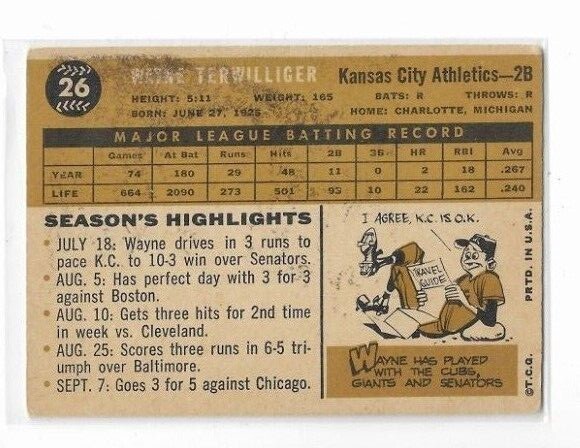 26
WAYNE TERWILLIGER
Kansas City Athletics—2B
HEIGHT: 5:11 WEIGHT: 165 BATS: R THROWS: R
BORN: JUNE 27, 1925 HOME: CHARLOTTE, MICHIGAN
MAJOR LEAGUE BATTING RECORD
Games At Bat Runs Hits 2B 3B HR RBI Avg
YEAR 74 180 29 48 11 0 2 18 .267
LIFE 664 2090 273 501 93 10 22 162 .240
SEASON'S HIGHLIGHTS
• JULY 18: Wayne drives in 3 runs to
pace K.C. to 10-3 win over Senators.
• AUG. 5: Has perfect day with 3 for 3
against Boston.
• AUG. 10: Gets three hits for 2nd time
in week vs. Cleveland.
• AUG. 25: Scores three runs in 6-5 tri-
umph over Baltimore.
• SEPT. 7: Goes 3 for 5 against Chicago.
I AGREE, K.C. IS O.K.
TRAVEL
GUIDE
WAYNE HAS PLAYED
WITH THE CUBS,
GIANTS AND SENATORS
©T.C.G. PRTD. IN U.S.A.